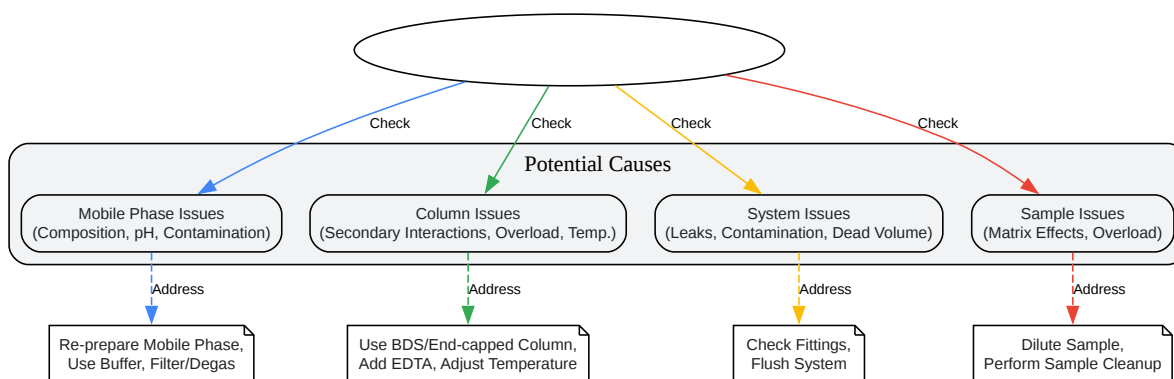 Check
Check
Check
Check
Potential Causes
Mobile Phase Issues
(Composition, pH, Contamination)
Column Issues
(Secondary Interactions, Overload, Temp.)
System Issues
(Leaks, Contamination, Dead Volume)
Sample Issues
(Matrix Effects, Overload)
Address
Address
Address
Address
Re-prepare Mobile Phase,
Use Buffer, Filter/Degas
Use BDS/End-capped Column,
Add EDTA, Adjust Temperature
Check Fittings,
Flush System
Dilute Sample,
Perform Sample Cleanup